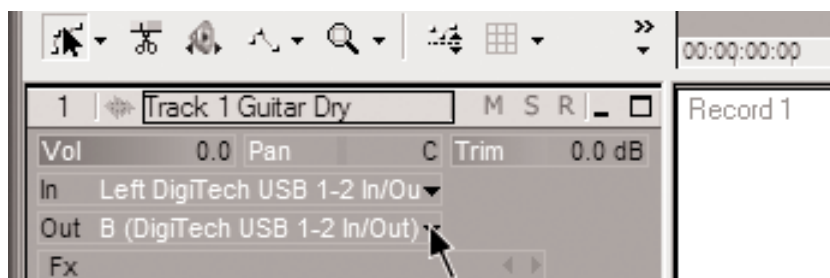 00:00:00:00
1 Track 1 Guitar Dry M S R
Record 1
Vol 0.0 Pan C Trim 0.0 dB
In Left DigiTech USB 1-2 In/Ou
Out B (DigiTech USB 1-2 In/Out)
Fx